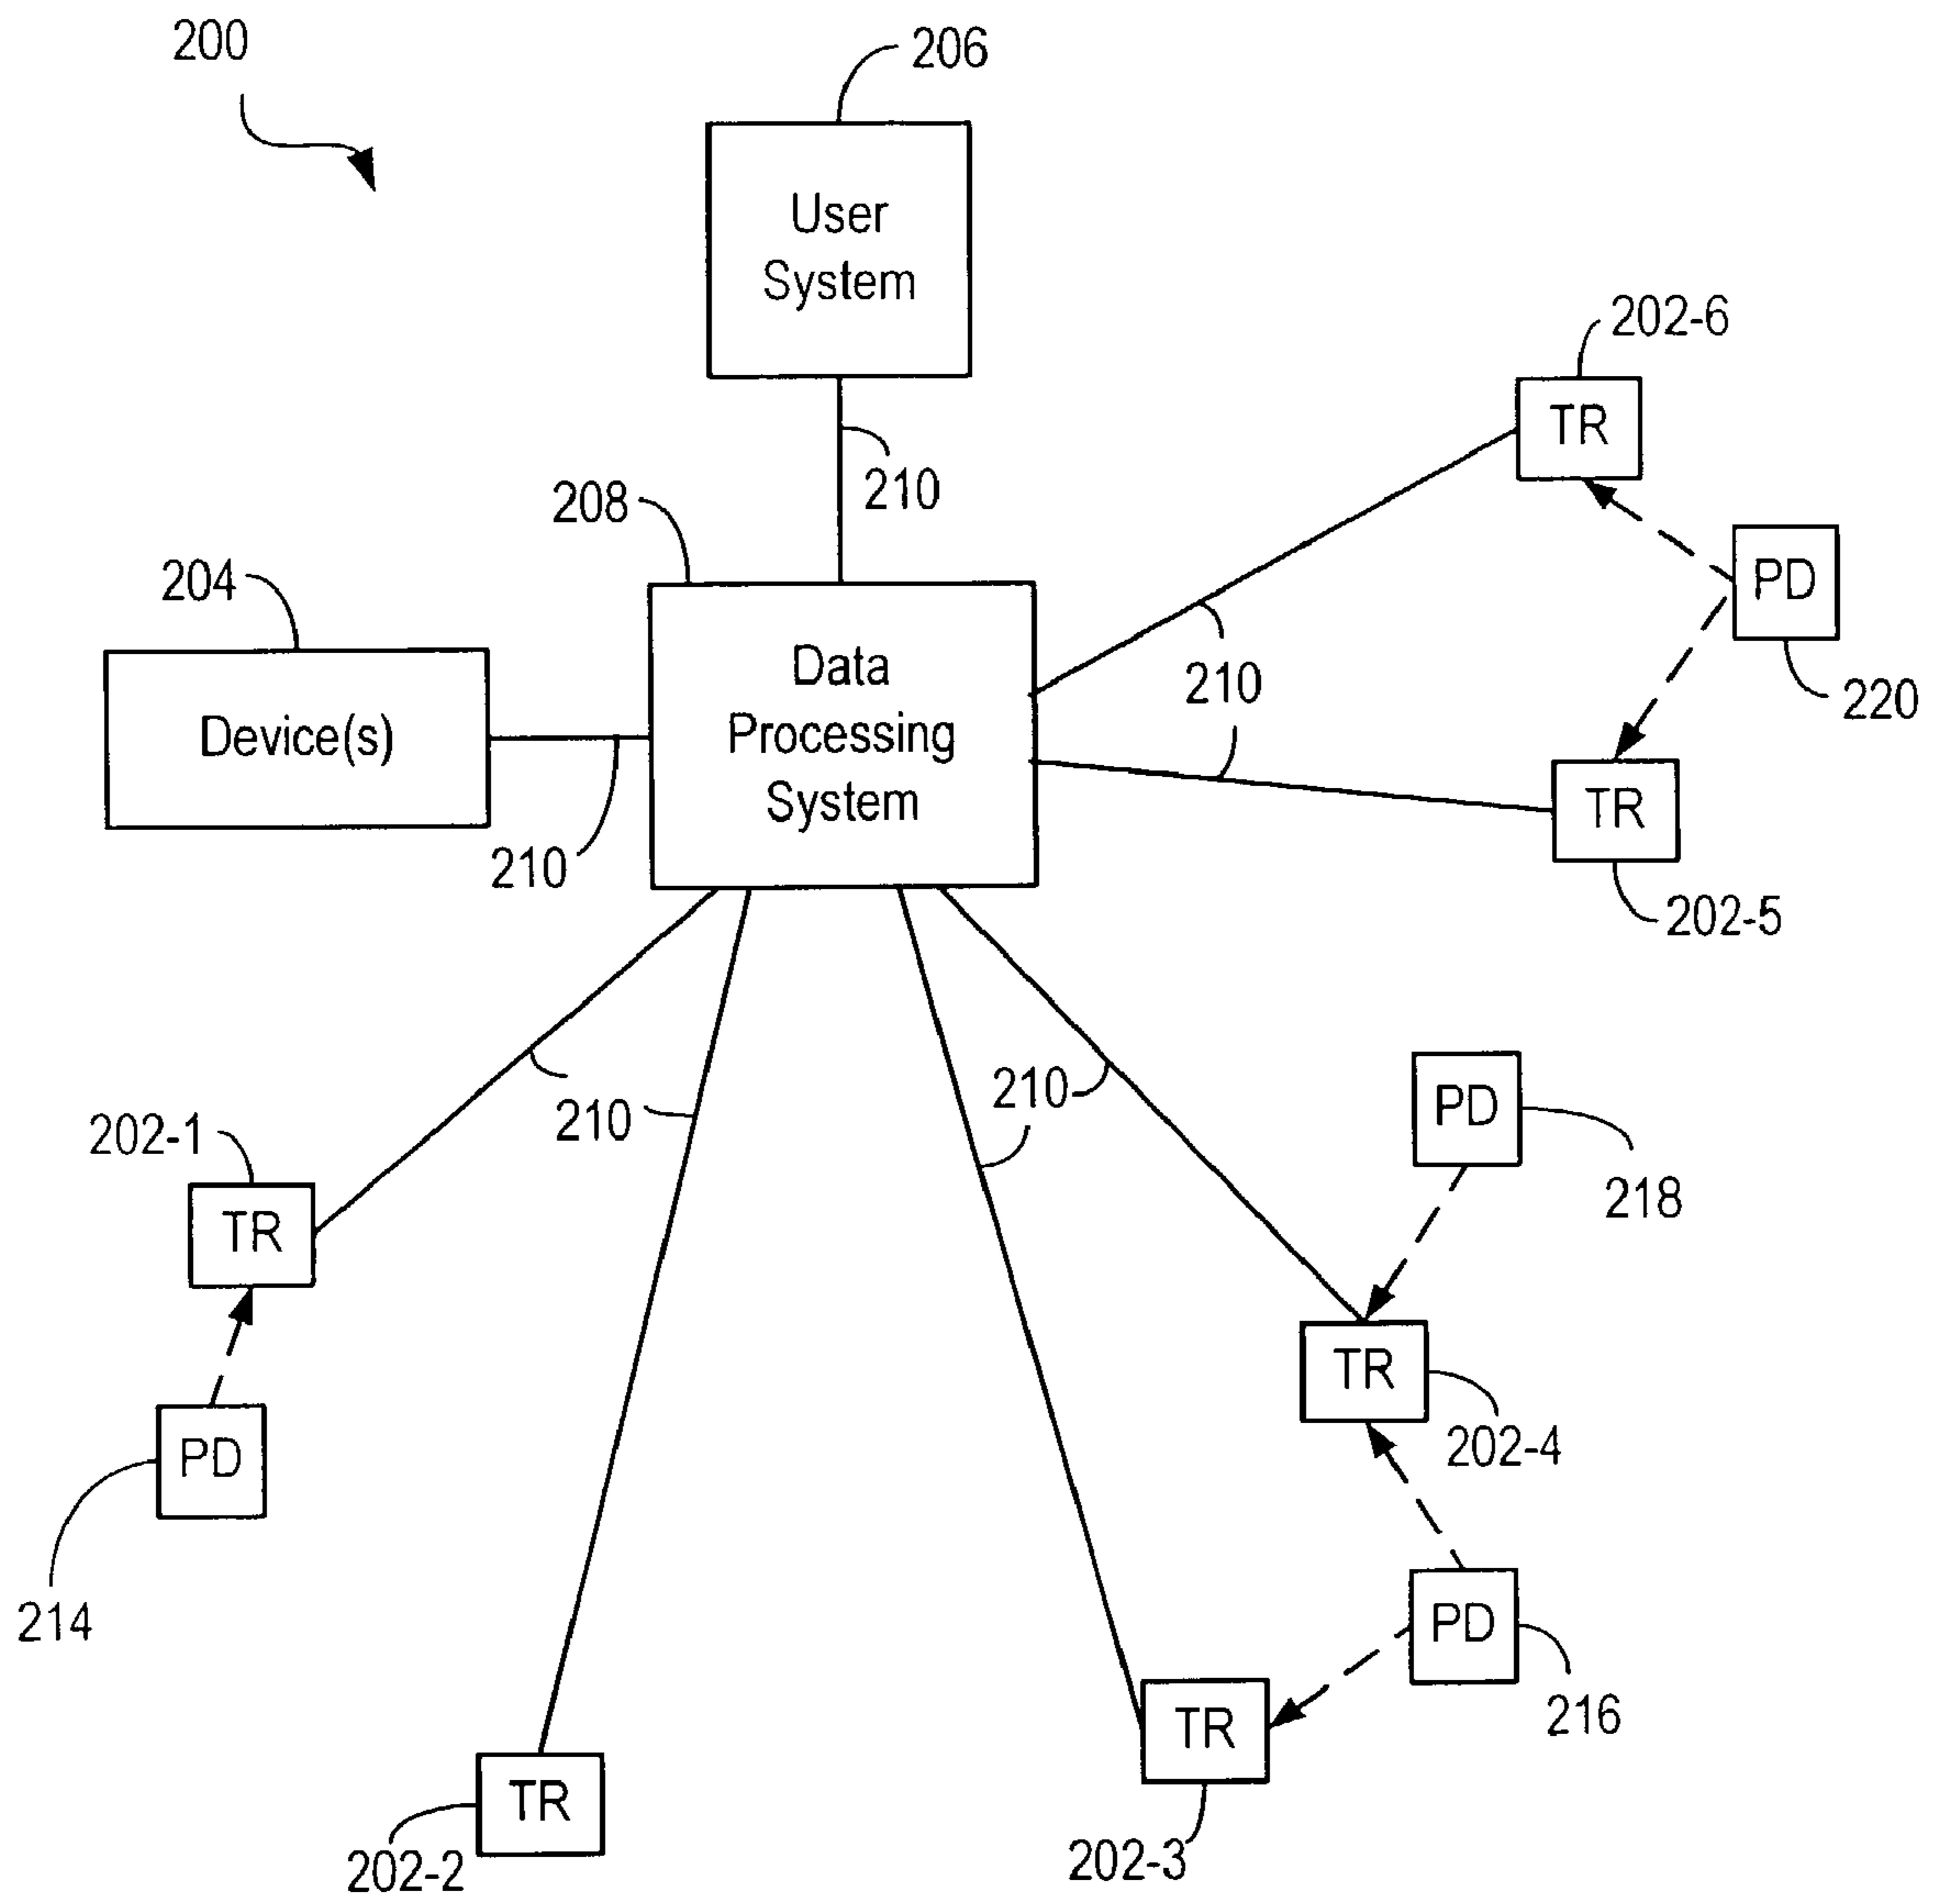 200
206
User
System
202-6
TR
210
208
PD
204
Data
Processing
System
210
220
Device(s)
TR
210
202-5
210
PD
210
202-1
218
TR
TR
202-4
PD
PD
214
216
TR
TR
202-3
202-2